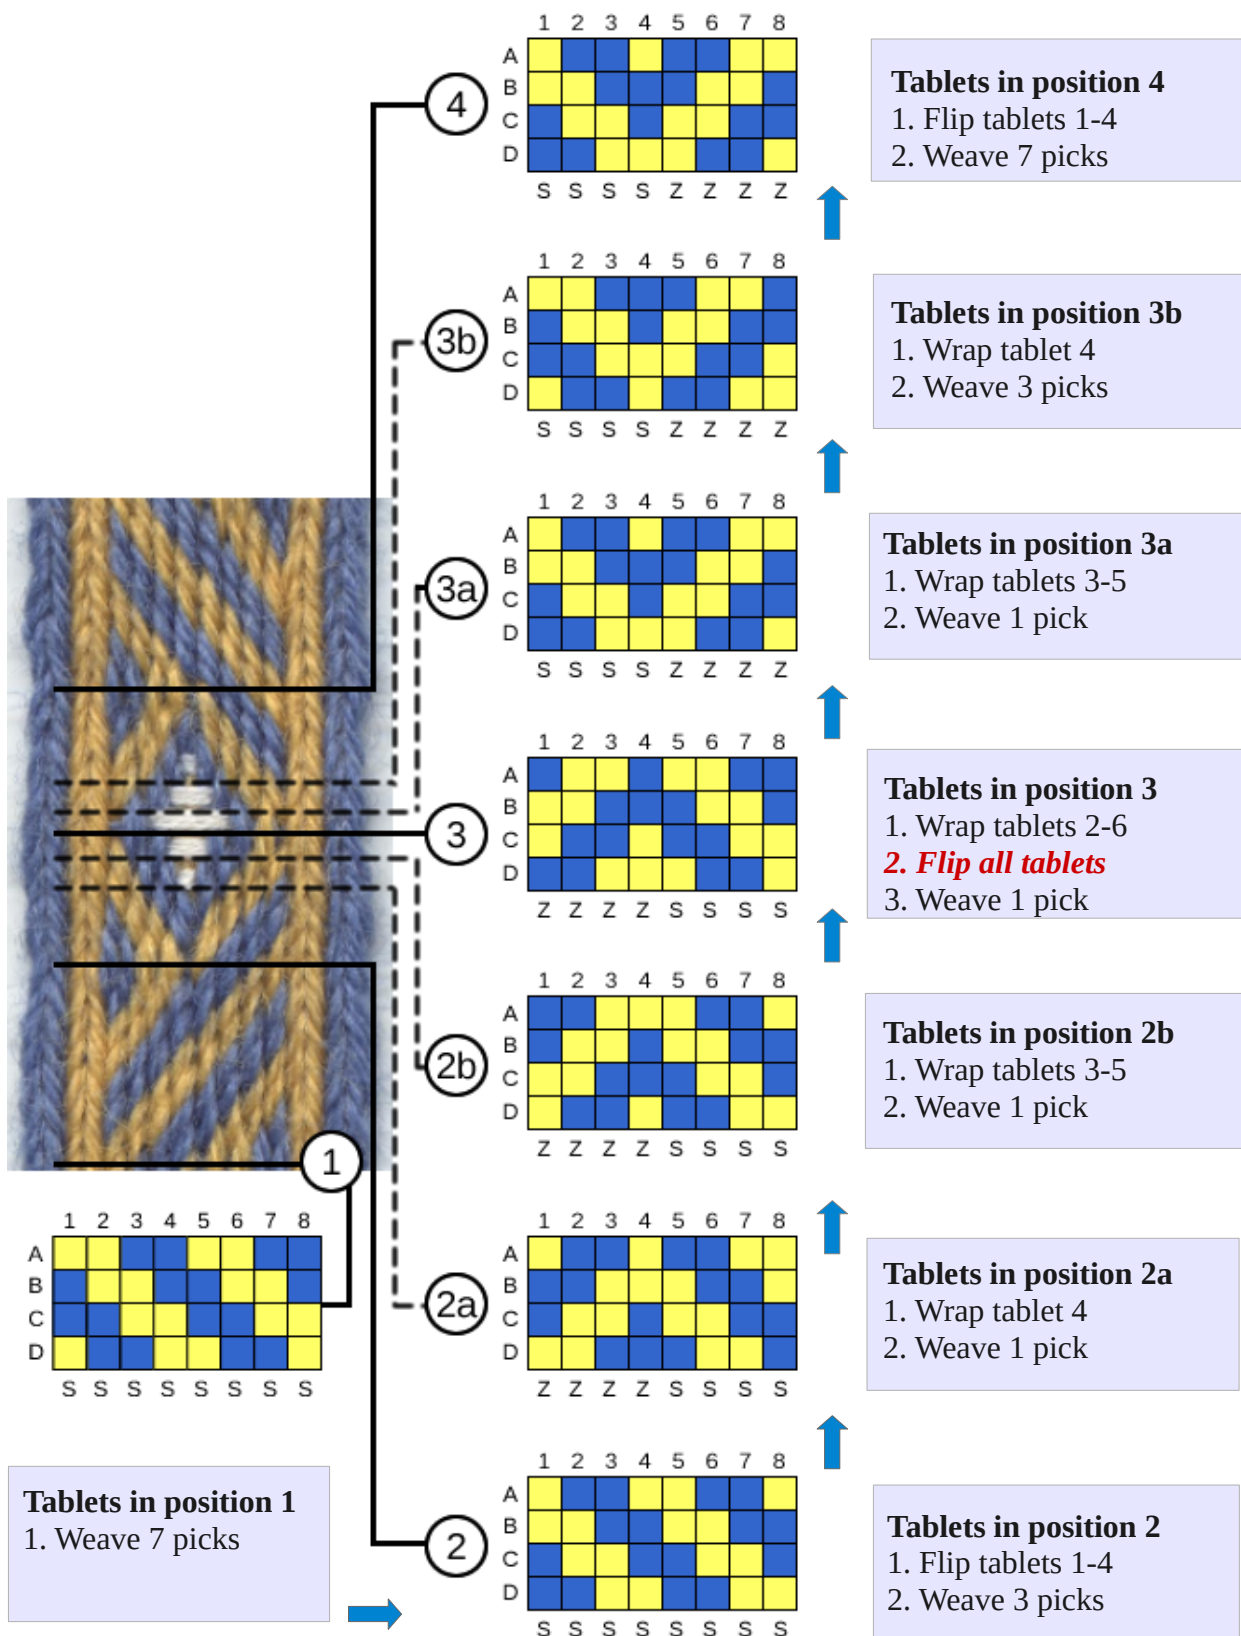 1 2 3 4 5 6 7 8
A
B
C
D
S S S S Z Z Z Z
4
Tablets in position 4
1. Flip tablets 1-4
2. Weave 7 picks
1 2 3 4 5 6 7 8
A
B
C
D
S S S S Z Z Z Z
3b
Tablets in position 3b
1. Wrap tablet 4
2. Weave 3 picks
1 2 3 4 5 6 7 8
A
B
C
D
S S S S Z Z Z Z
3a
Tablets in position 3a
1. Wrap tablets 3-5
2. Weave 1 pick
1 2 3 4 5 6 7 8
A
B
C
D
Z Z Z Z S S S S
3
Tablets in position 3
1. Wrap tablets 2-6
2. Flip all tablets
3. Weave 1 pick
1 2 3 4 5 6 7 8
A
B
C
D
Z Z Z Z S S S S
2b
Tablets in position 2b
1. Wrap tablets 3-5
2. Weave 1 pick
1
1 2 3 4 5 6 7 8
A
B
C
D
S S S S S S S S
1 2 3 4 5 6 7 8
A
B
C
D
Z Z Z Z S S S S
2a
Tablets in position 2a
1. Wrap tablet 4
2. Weave 1 pick
Tablets in position 1
1. Weave 7 picks
1 2 3 4 5 6 7 8
A
B
C
D
S S S S S S S S
2
Tablets in position 2
1. Flip tablets 1-4
2. Weave 3 picks